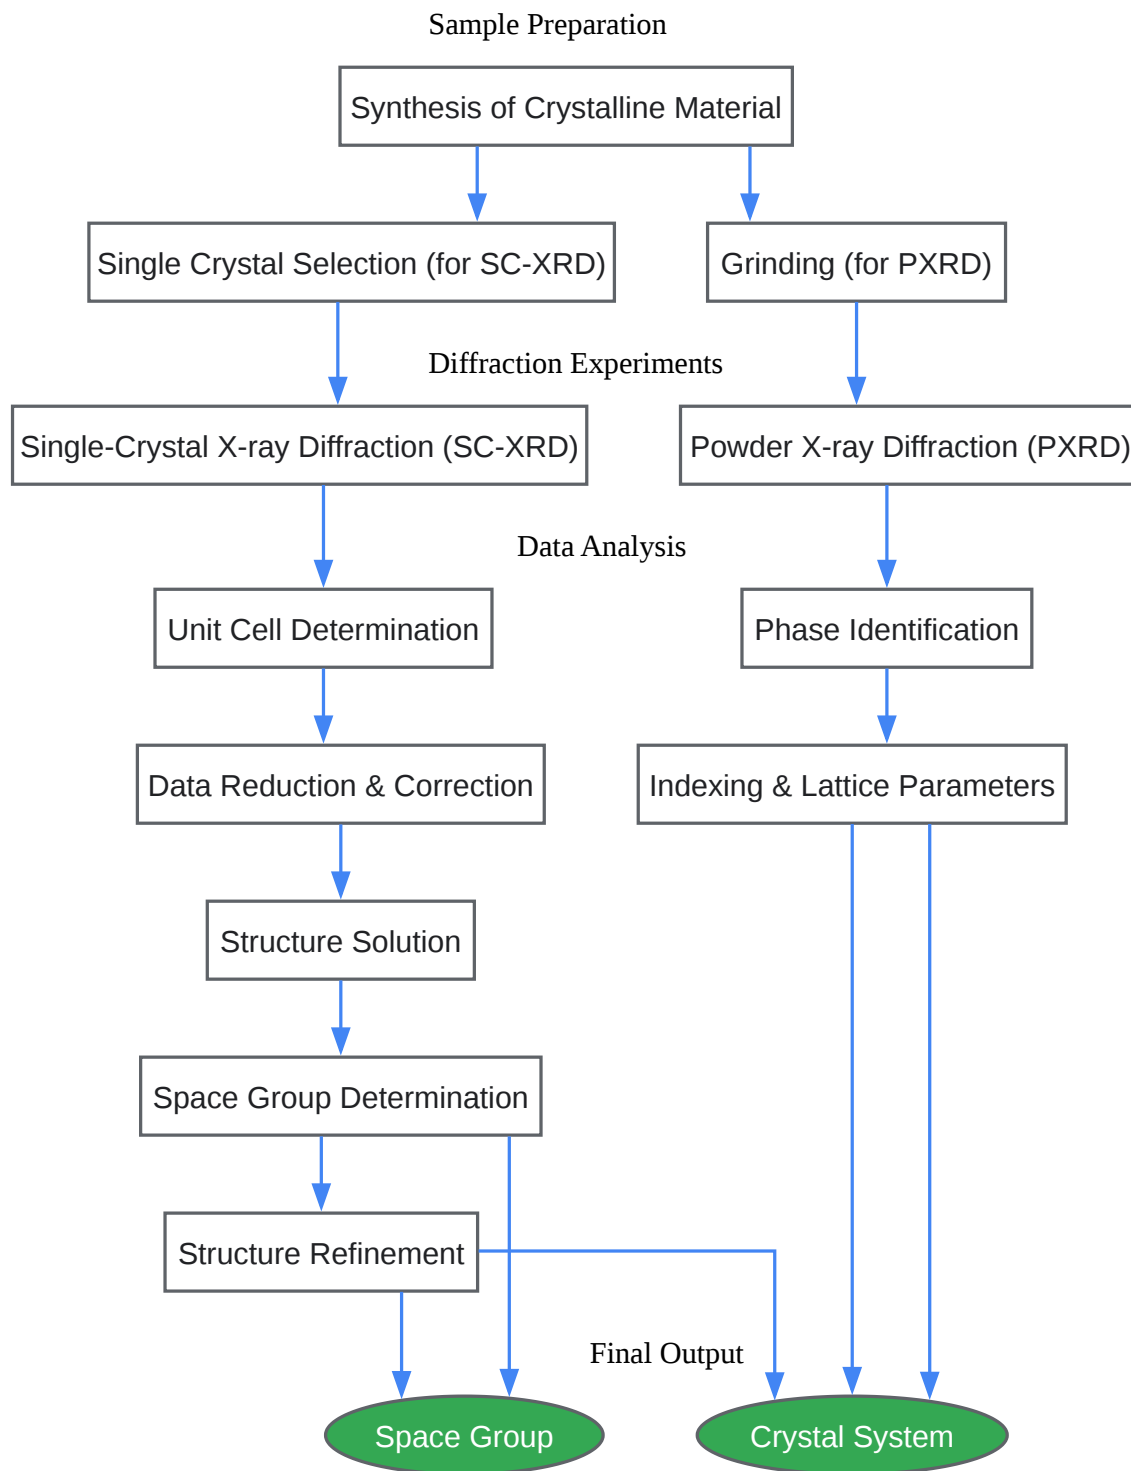 Sample Preparation
Synthesis of Crystalline Material
Single Crystal Selection (for SC-XRD)
Grinding (for PXRD)
Diffraction Experiments
Single-Crystal X-ray Diffraction (SC-XRD)
Powder X-ray Diffraction (PXRD)
Data Analysis
Unit Cell Determination
Phase Identification
Data Reduction & Correction
Indexing & Lattice Parameters
Structure Solution
Space Group Determination
Structure Refinement
Final Output
Space Group
Crystal System